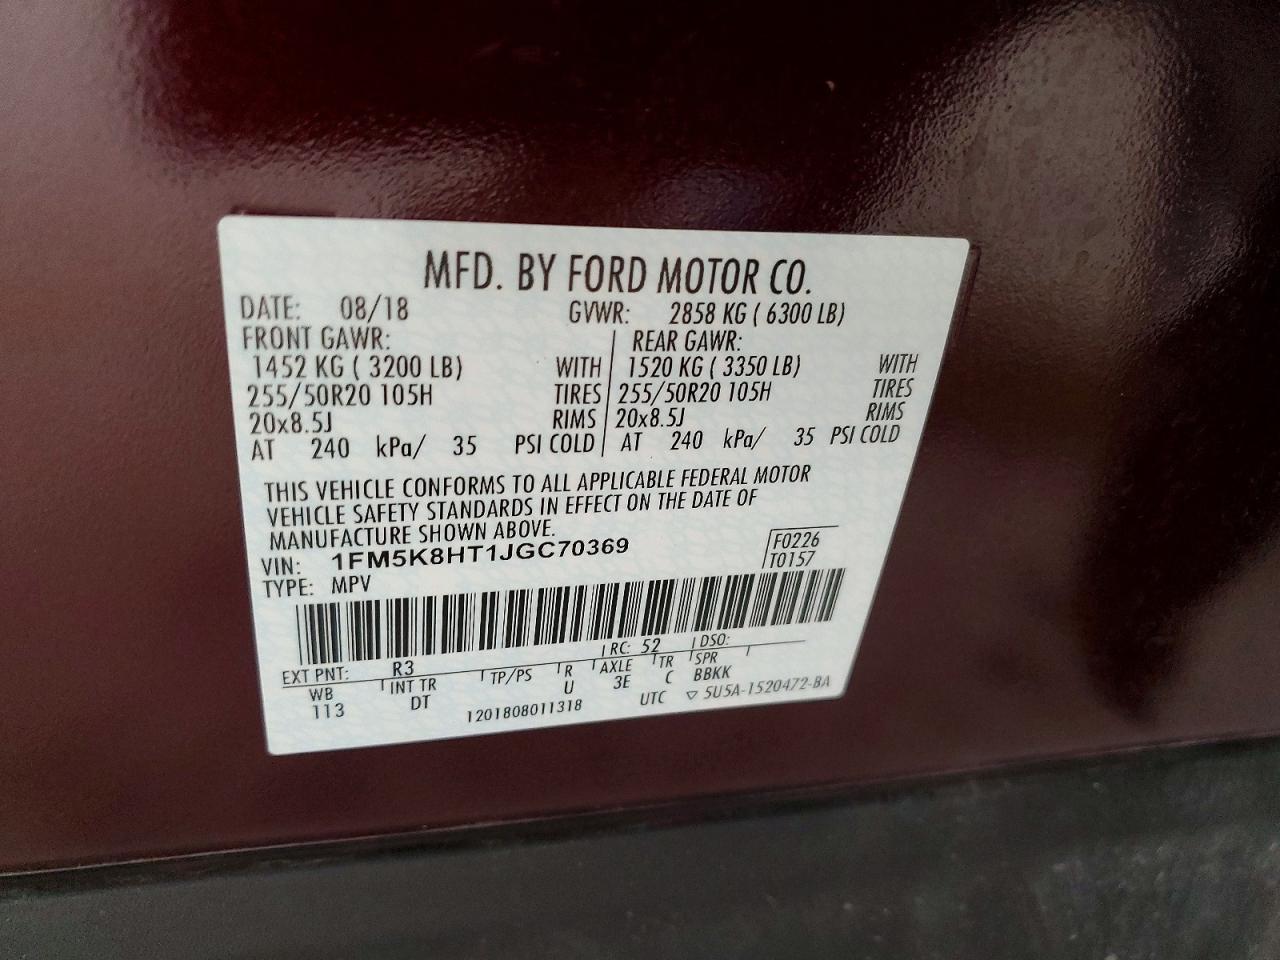 MFD. BY FORD MOTOR CO.
DATE: 08/18 GVWR: 2858 KG ( 6300 LB)
FRONT GAWR: REAR GAWR:
1452 KG ( 3200 LB) WITH 1520 KG ( 3350 LB) WITH
255/50R20 105H TIRES 255/50R20 105H TIRES
20x8.5J RIMS 20x8.5J RIMS
AT 240 kPa/ 35 PSI COLD AT 240 kPa/ 35 PSI COLD
THIS VEHICLE CONFORMS TO ALL APPLICABLE FEDERAL MOTOR
VEHICLE SAFETY STANDARDS IN EFFECT ON THE DATE OF
MANUFACTURE SHOWN ABOVE.
VIN: 1FM5K8HT1JGC70369 F0226
TYPE: MPV T0157
EXT PNT: R3 RC: 52 DSO:
WB INT TR TP/PS R AXLE TR SPR
113 DT U 3E C BBKK
1201808011318 UTC ▽ 5U5A-1520472-BA